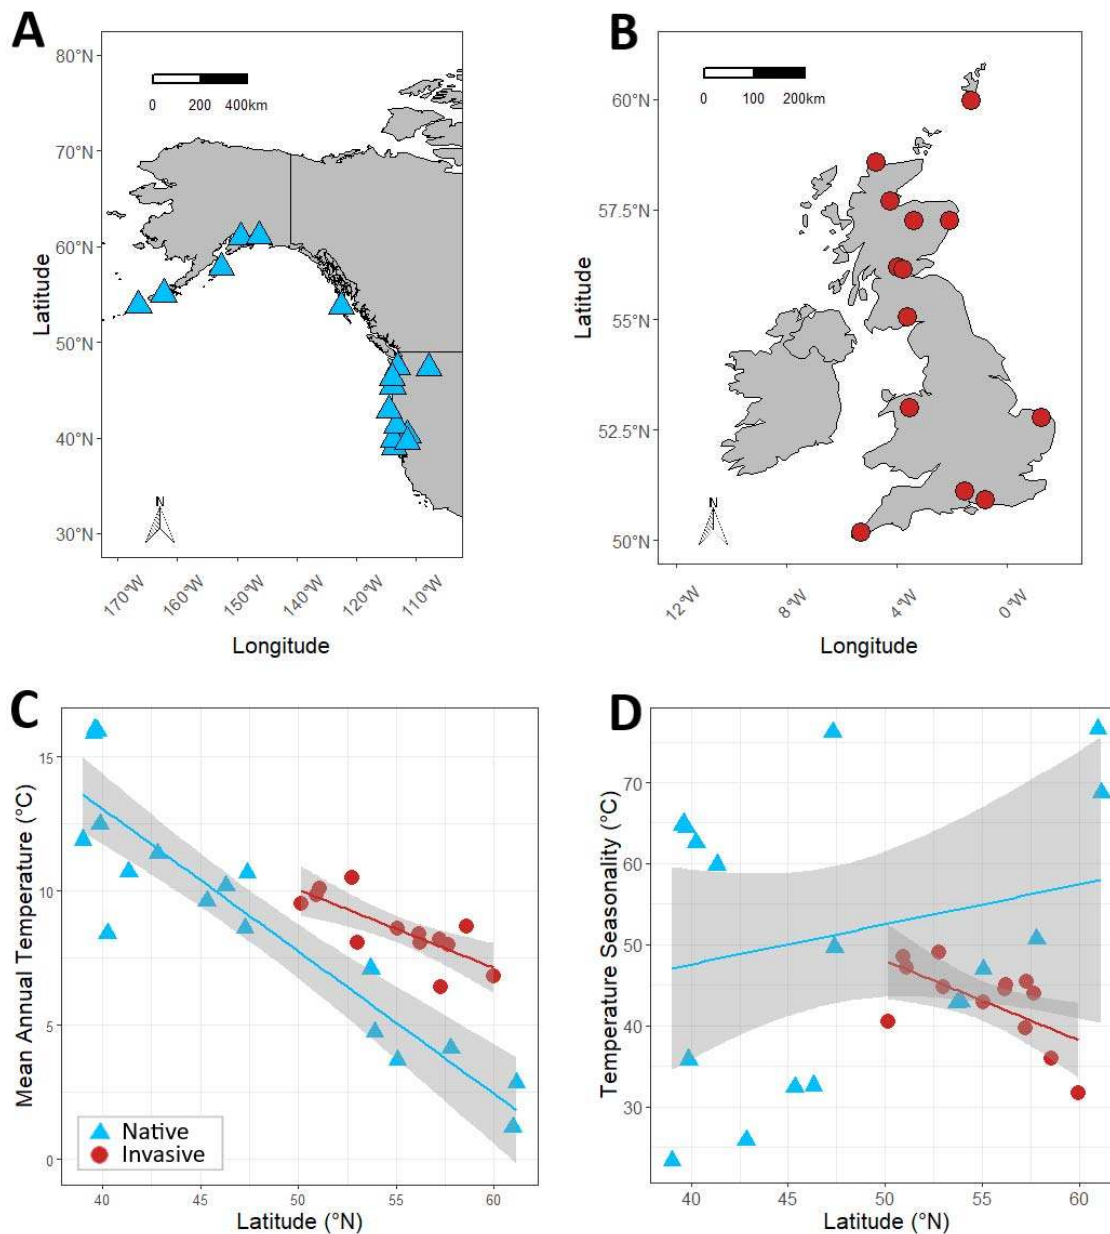 A
80°N
70°N
60°N
50°N
40°N
30°N
Latitude
0 200 400km
N
170°W 160°W 150°W 140°W 120°W 110°W
Longitude
B
60°N
57.5°N
55°N
52.5°N
50°N
Latitude
0 100 200km
N
12°W 8°W 4°W 0°W
Longitude
C
15
10
5
0
Mean Annual Temperature (°C)
Native
Invasive
40 45 50 55 60
Latitude (°N)
D
70
60
50
40
30
Temperature Seasonality (°C)
40 45 50 55 60
Latitude (°N)